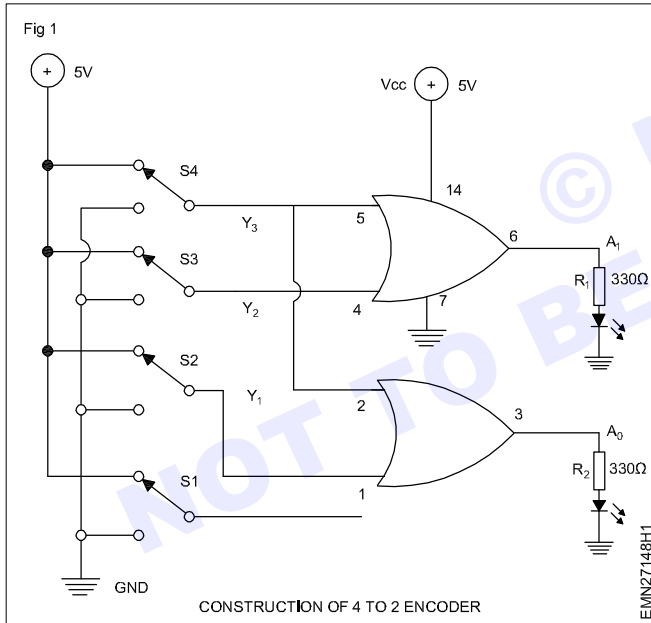 Fig 1
+ 5V
Vcc + 5V
S4
14
Y3
5
6
A1
S3
R1 330Ω
Y2
4
7
S2
Y1
2
3
A0
S1
1
R2 330Ω
GND
CONSTRUCTION OF 4 TO 2 ENCODER
EMN27148H1
©
NOT TO BE